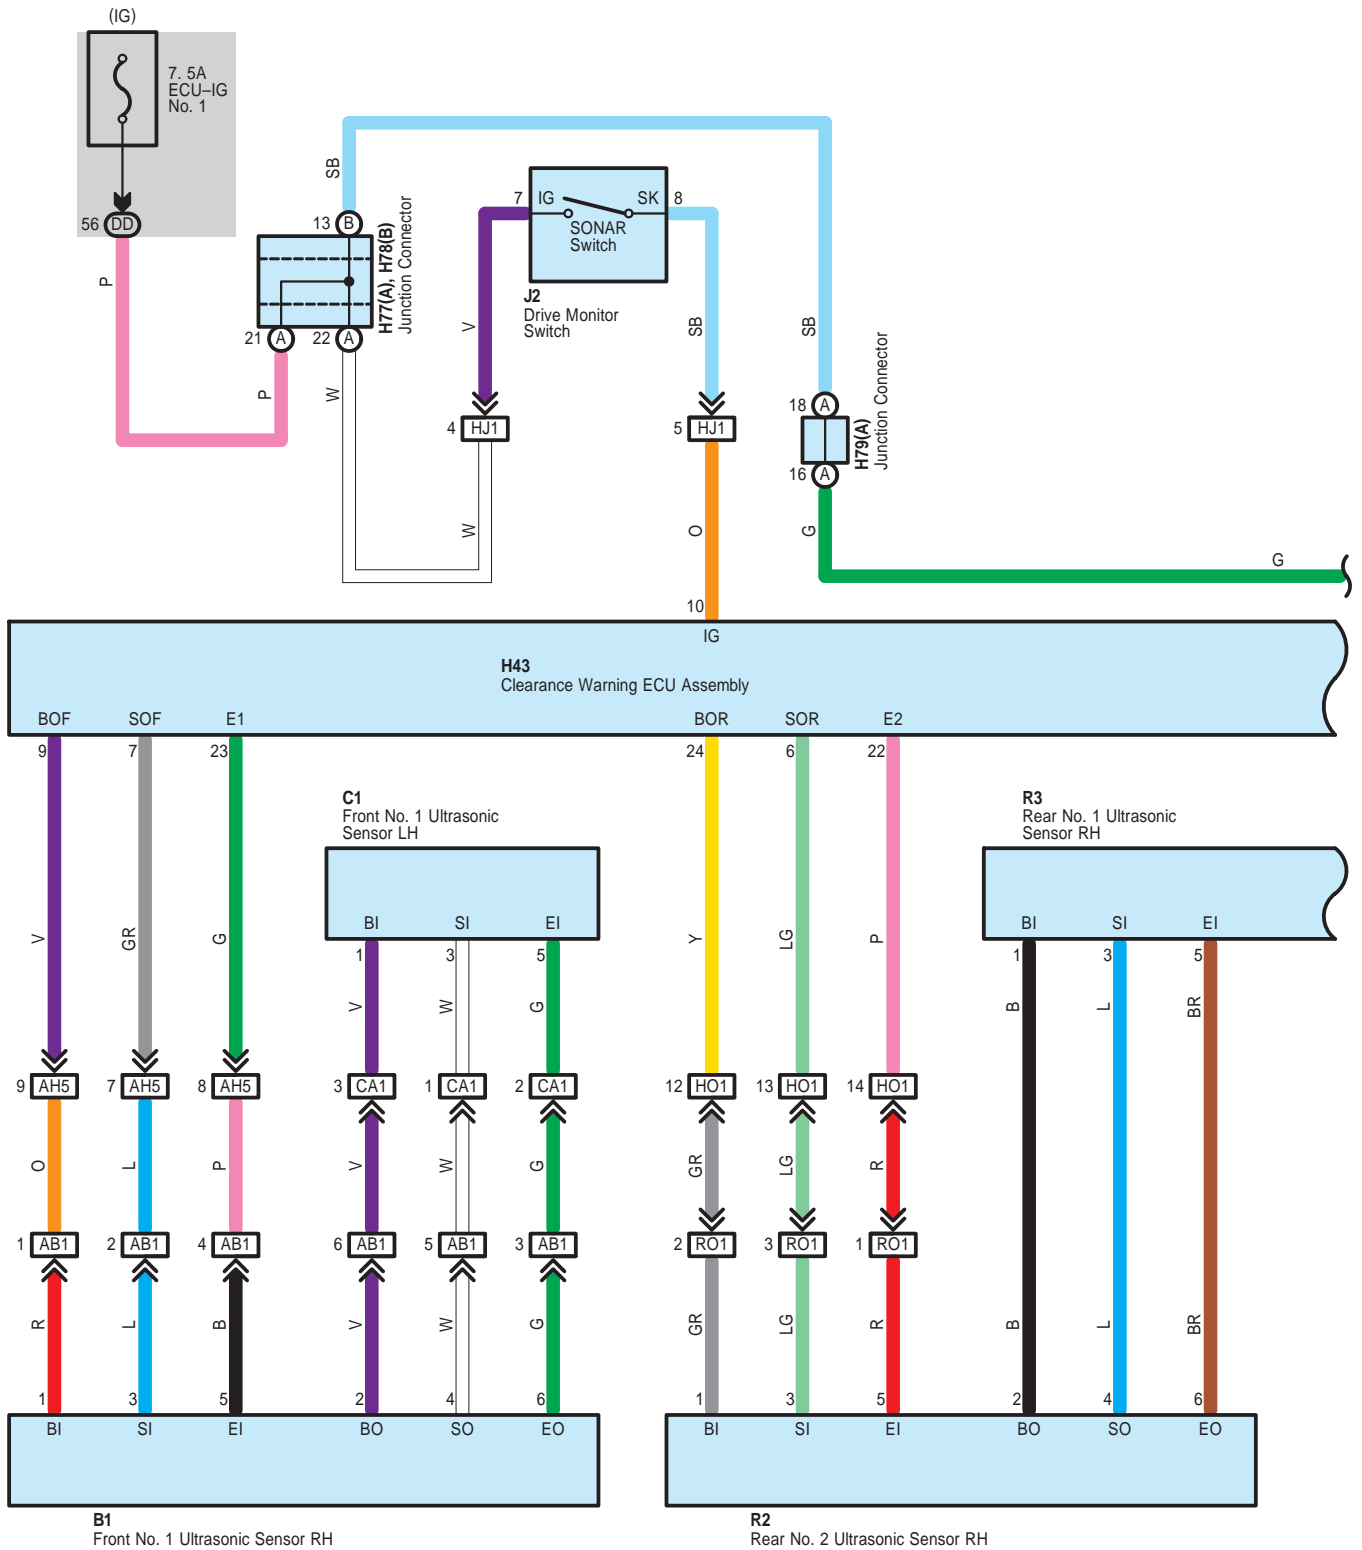 (IG)
7. 5A
ECU–IG
No. 1
56 DD
P
P
SB
13 B
21 A
22 A
H77(A), H78(B)
Junction Connector
W
7 IG SK 8
SONAR
Switch
J2
Drive Monitor
Switch
V
SB
SB
4 HJ1
5 HJ1
18 A
16 A
H79(A)
Junction Connector
W
O
G
G
10
IG
H43
Clearance Warning ECU Assembly
BOF SOF E1 BOR SOR E2
9 7 23 24 6 22
C1
Front No. 1 Ultrasonic
Sensor LH
R3
Rear No. 1 Ultrasonic
Sensor RH
BI SI EI BI SI EI
1 3 5 1 3 5
V GR G Y LG P
V W G B L BR
9 AH5 7 AH5 8 AH5 3 CA1 1 CA1 2 CA1 12 HO1 13 HO1 14 HO1
O L P V W G GR LG R
1 AB1 2 AB1 4 AB1 6 AB1 5 AB1 3 AB1 2 RO1 3 RO1 1 RO1
R L B V W G GR LG R B L BR
1 3 5 2 4 6 1 3 5 2 4 6
BI SI EI BO SO EO BI SI EI BO SO EO
B1
Front No. 1 Ultrasonic Sensor RH
R2
Rear No. 2 Ultrasonic Sensor RH